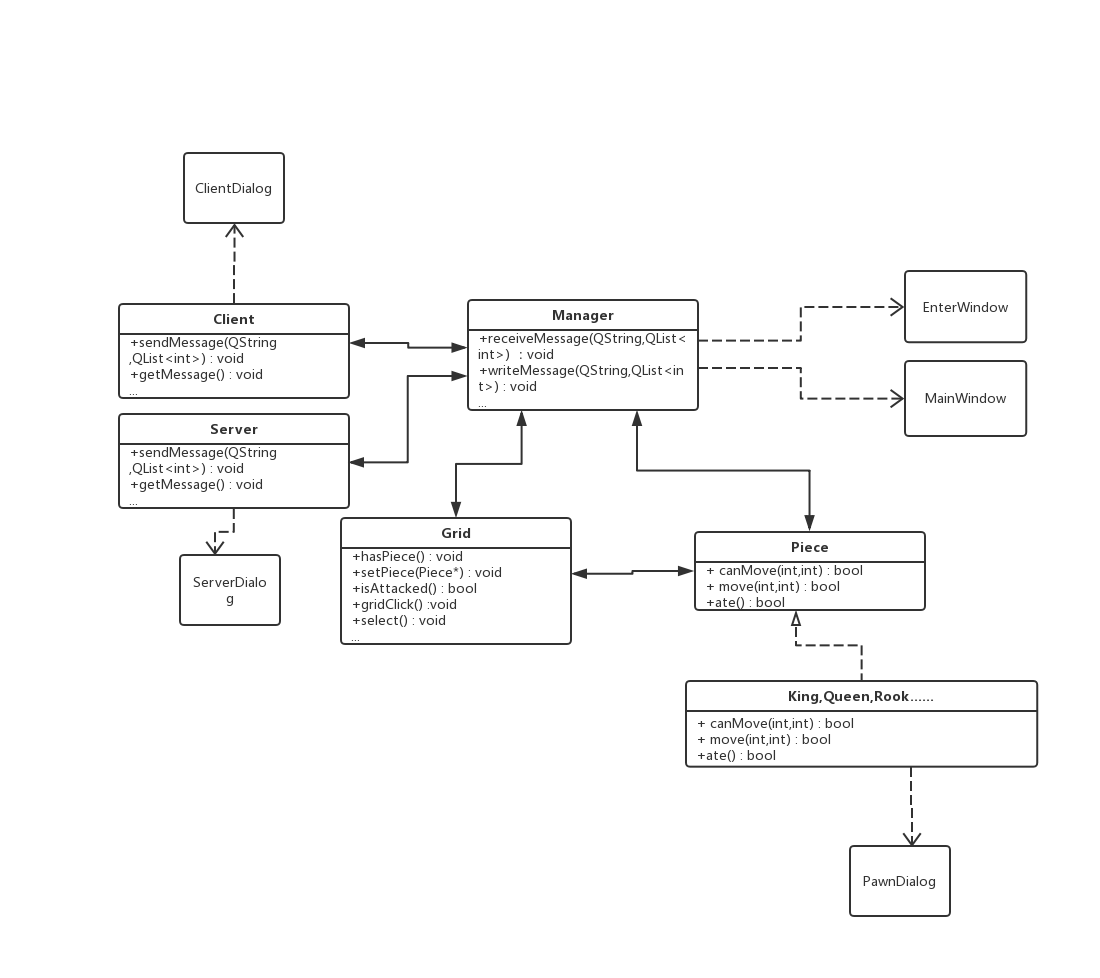 ClientDialog
Client
+sendMessage(QString
,QList<int>) : void
+getMessage() : void
...
Manager
+receiveMessage(QString,QList<
int>) : void
+writeMessage(QString,QList<in
t>) : void
...
EnterWindow
MainWindow
Server
+sendMessage(QString
,QList<int>) : void
+getMessage() : void
...
ServerDialo
g
Grid
+hasPiece() : void
+setPiece(Piece*) : void
+isAttacked() : bool
+gridClick() :void
+select() : void
...
Piece
+ canMove(int,int) : bool
+ move(int,int) : bool
+ate() : bool
King,Queen,Rook......
+ canMove(int,int) : bool
+ move(int,int) : bool
+ate() : bool
PawnDialog